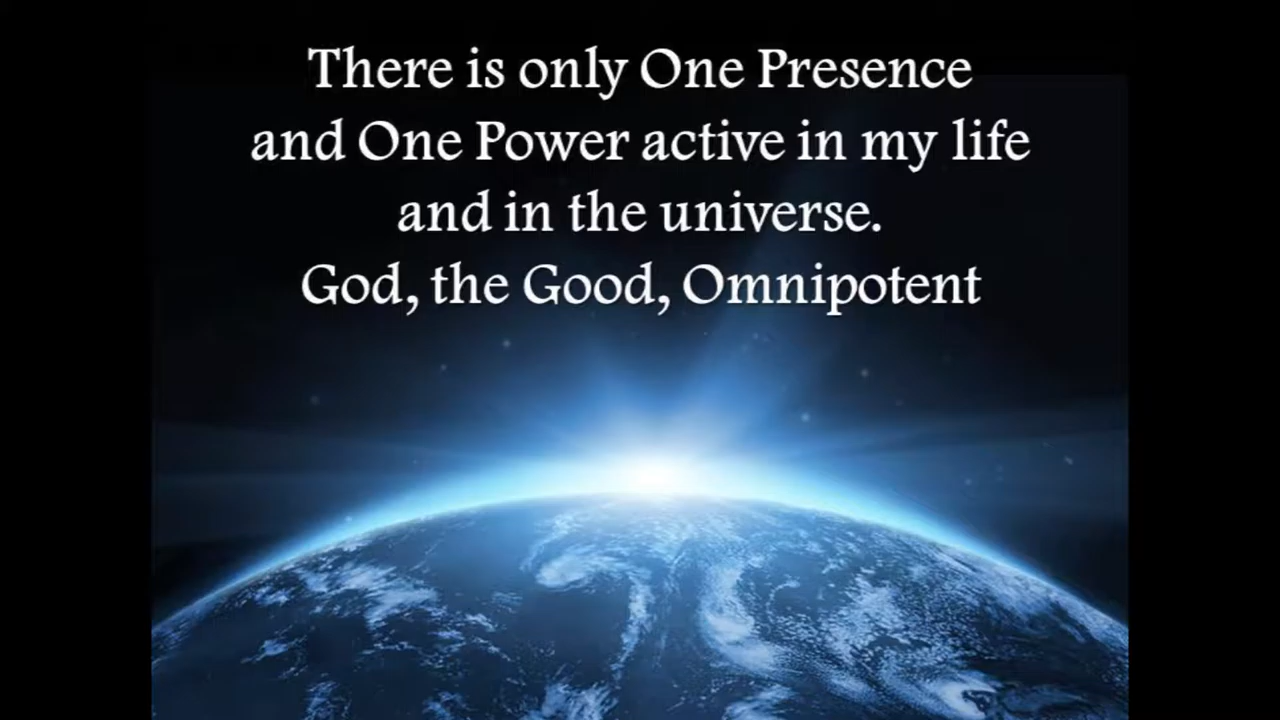 There is only One Presence
and One Power active in my life
and in the universe.
God, the Good, Omnipotent